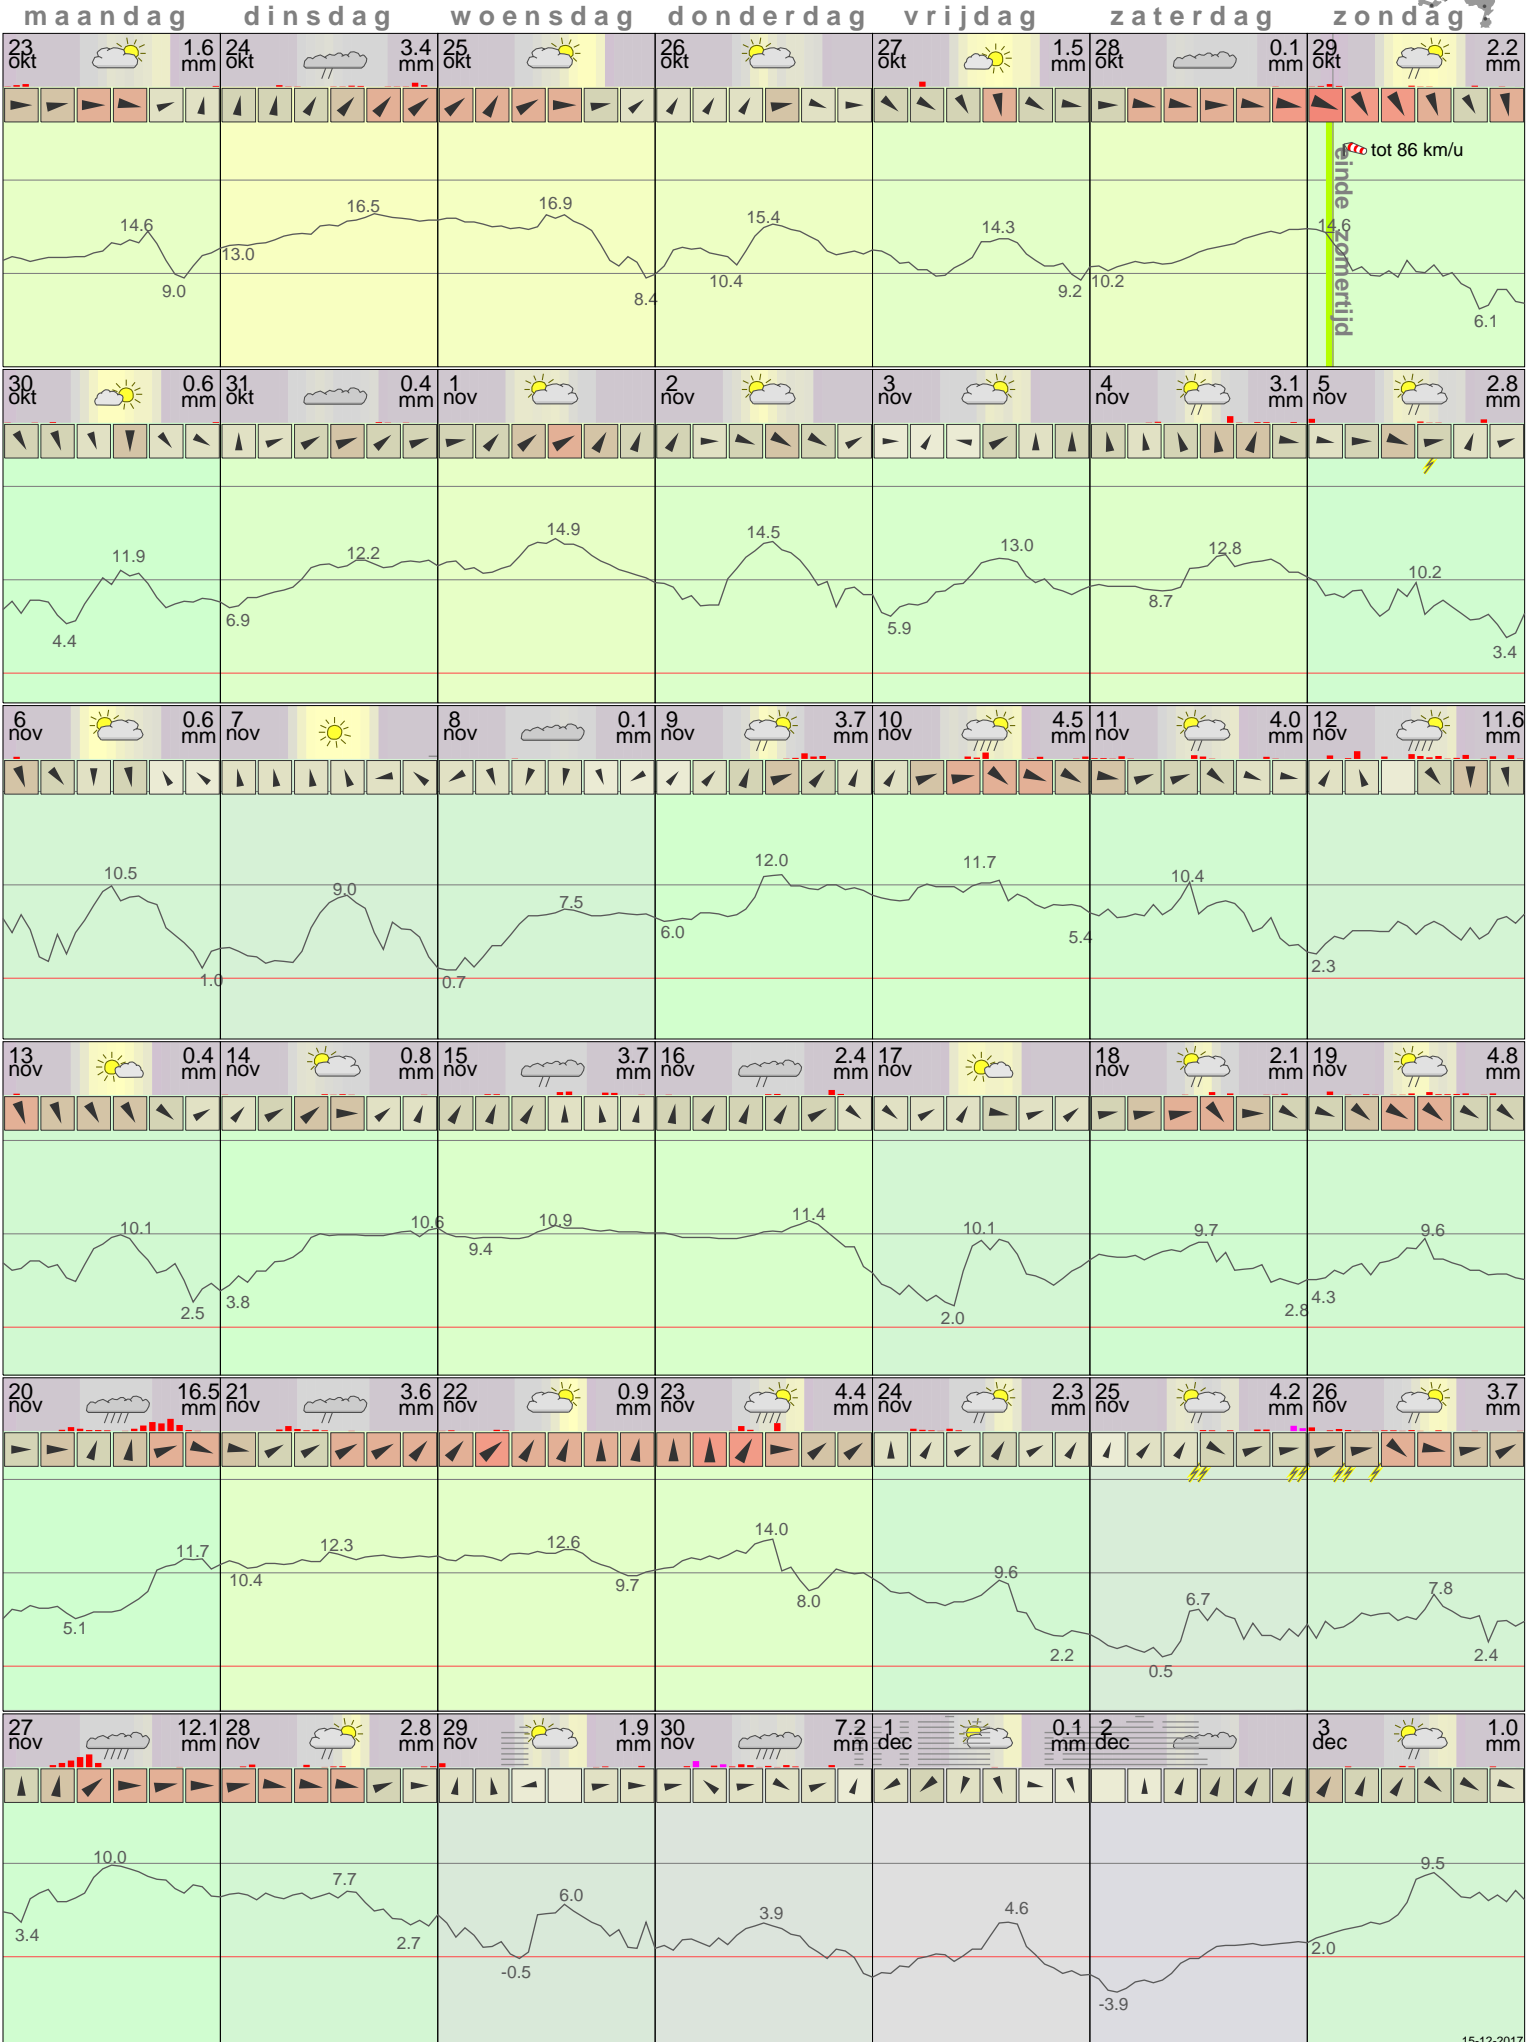 maandag dinsdag woensdag donderdag vrijdag zaterdag zondag
23 okt 1.6 mm 24 okt 3.4 mm 25 okt 26 okt 27 okt 1.5 mm 28 okt 0.1 mm 29 okt 2.2 mm
tot 86 km/u
einde zomertijd
14.6 9.0 13.0 16.5 16.9 8.4 10.4 15.4 14.3 9.2 10.2 14.6 6.1
30 okt 0.6 mm 31 okt 0.4 mm 1 nov 2 nov 3 nov 4 nov 3.1 mm 5 nov 2.8 mm
4.4 11.9 6.9 12.2 14.9 14.5 5.9 13.0 8.7 12.8 10.2 3.4
6 nov 0.6 mm 7 nov 8 nov 0.1 mm 9 nov 3.7 mm 10 nov 4.5 mm 11 nov 4.0 mm 12 nov 11.6 mm
10.5 1.0 9.0 0.7 7.5 6.0 12.0 11.7 5.4 10.4 2.3
13 nov 0.4 mm 14 nov 0.8 mm 15 nov 3.7 mm 16 nov 2.4 mm 17 nov 18 nov 2.1 mm 19 nov 4.8 mm
10.1 2.5 3.8 10.6 9.4 10.9 11.4 2.0 10.1 9.7 2.8 4.3 9.6
20 nov 16.5 mm 21 nov 3.6 mm 22 nov 0.9 mm 23 nov 4.4 mm 24 nov 2.3 mm 25 nov 4.2 mm 26 nov 3.7 mm
5.1 11.7 10.4 12.3 12.6 9.7 14.0 8.0 9.6 2.2 0.5 6.7 7.8 2.4
27 nov 12.1 mm 28 nov 2.8 mm 29 nov 1.9 mm 30 nov 7.2 mm 1 dec 0.1 mm 2 dec 3 dec 1.0 mm
3.4 10.0 7.7 2.7 -0.5 6.0 3.9 4.6 -3.9 2.0 9.5
15-12-2017